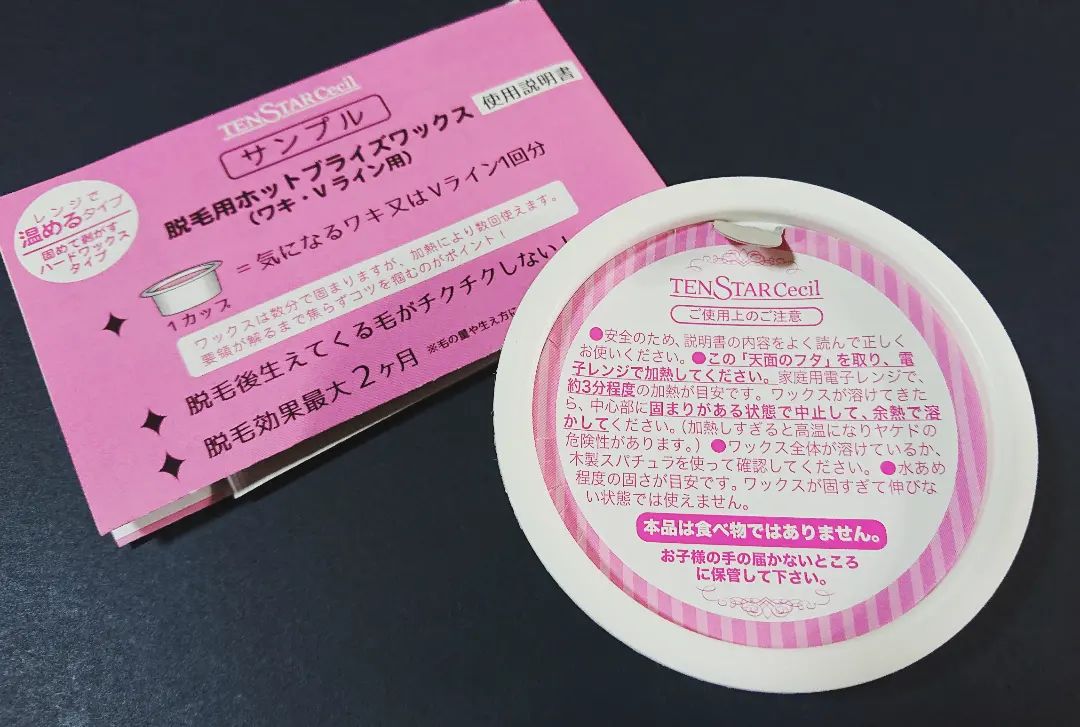 TENSTAR Cecil
サンプル
使用説明書
脱毛用ホットブライズワックス
(ワキ・Vライン用)
レンジで
温めるタイプ
固めて剥がす
ハードワックス
タイプ
=気になるワキ又はVライン1回分
1カップ
ワックスは数分で固まりますが、加熱により数回使えます。
要領が解るまで焦らずコツを掴むのがポイント!
脱毛後生えてくる毛がチクチクしない!
脱毛効果最大2ヶ月 ※毛の量や生え方に
TENSTAR Cecil
ご使用上のご注意
●安全のため、説明書の内容をよく読んで正しく
お使いください。●この「天面のフタ」を取り、電
子レンジで加熱してください。家庭用電子レンジで、
約3分程度の加熱が目安です。ワックスが溶けてきた
ら、中心部に固まりがある状態で中止して、余熱で溶
かしてください。(加熱しすぎると高温になりヤケドの
危険性があります。)●ワックス全体が溶けているか、
木製スパチュラを使って確認してください。●水あめ
程度の固さが目安です。ワックスが固すぎて伸びな
い状態では使えません。
本品は食べ物ではありません。
お子様の手の届かないところ
に保管して下さい。